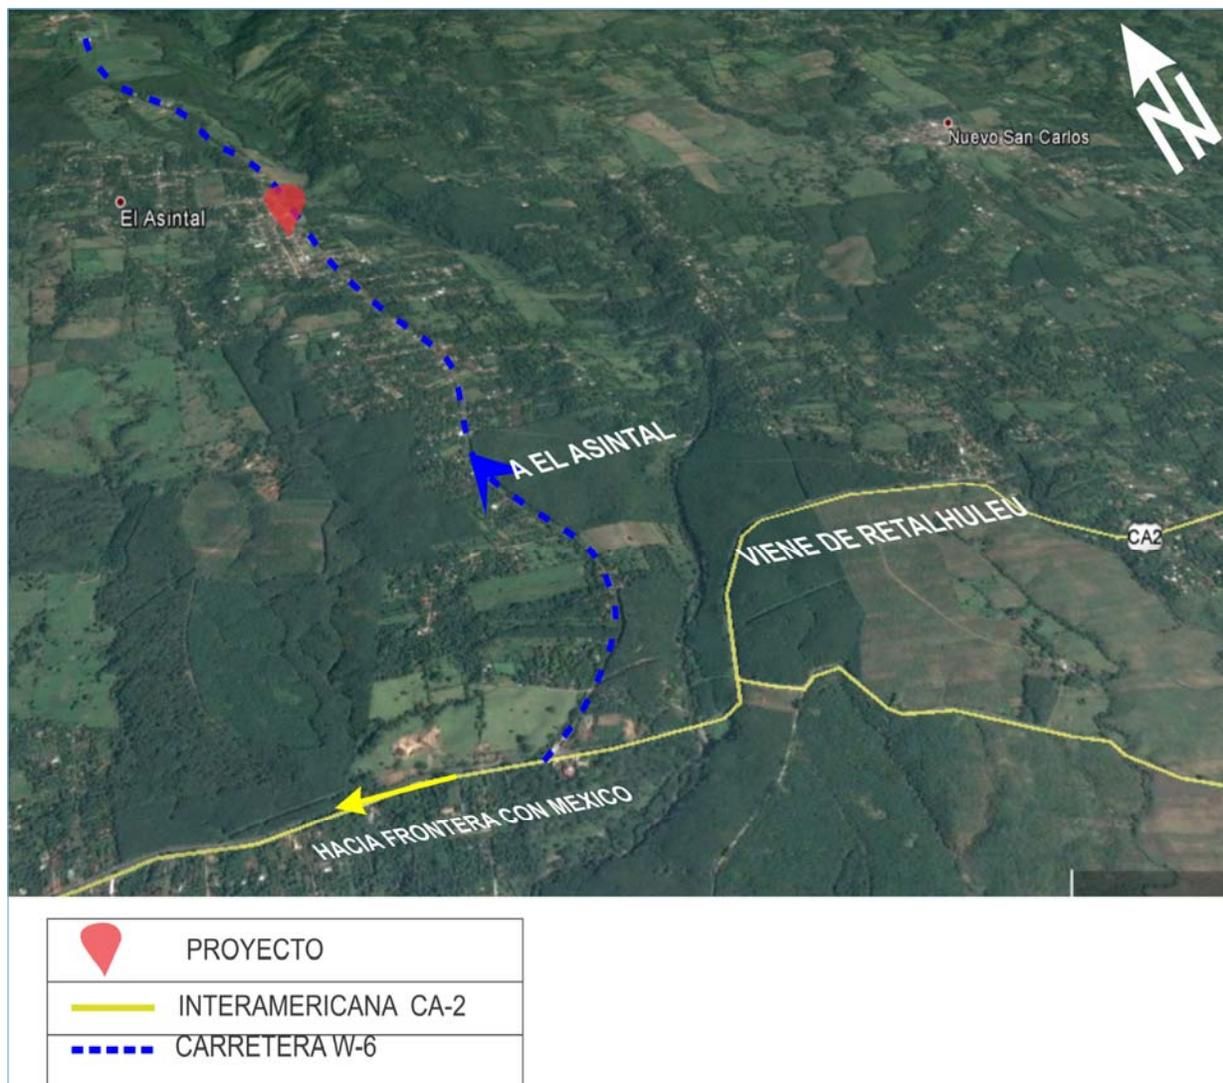 N
Nuevo San Carlos
El Asintal
A EL ASINTAL
VIENE DE RETALHULEU
CA2
HACIA FRONTERA CON MEXICO
PROYECTO
INTERAMERICANA CA-2
CARRETERA W-6